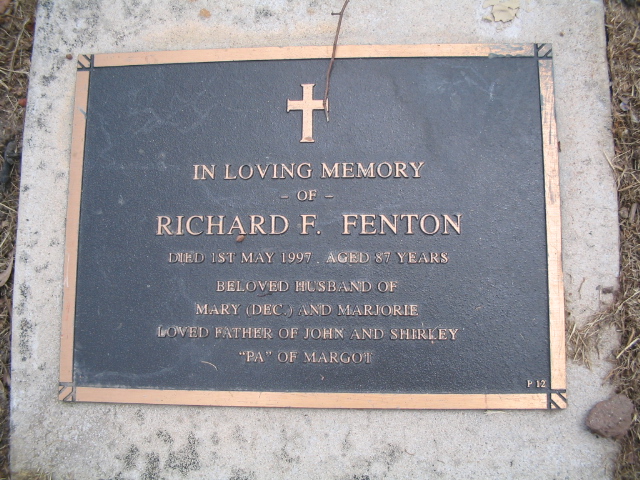 IN LOVING MEMORY
– OF –
RICHARD F. FENTON
DIED 1ST MAY 1997. AGED 87 YEARS
BELOVED HUSBAND OF
MARY (DEC.) AND MARJORIE
LOVED FATHER OF JOHN AND SHIRLEY
"PA" OF MARGOT
P 12